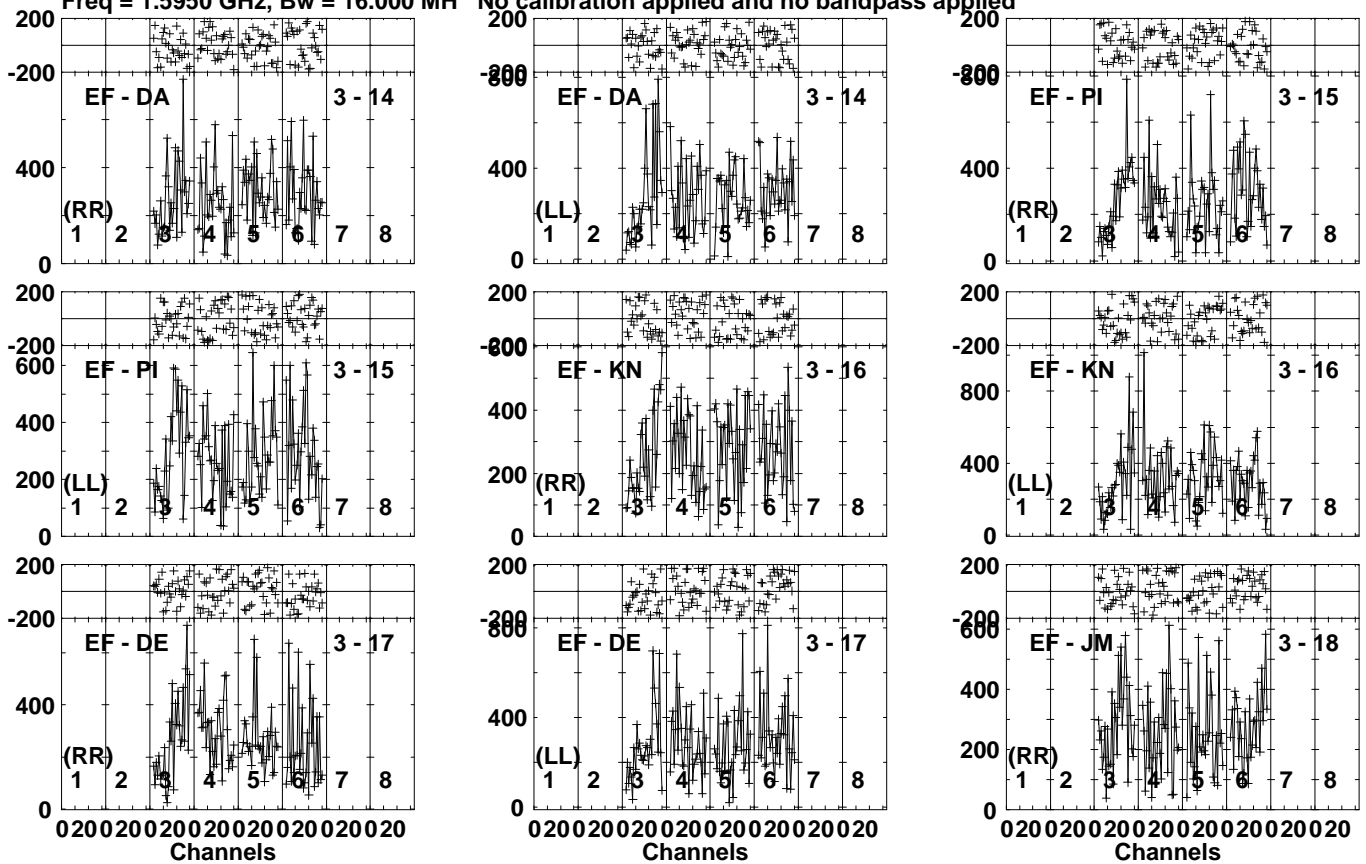 Freq = 1.5950 GHz, Bw = 16.000 MH No calibration applied and no bandpass applied
200 200 200
-200 -200 -200
800 800
EF - DA 3 - 14 EF - DA 3 - 14 EF - PI 3 - 15
400 400 400
(RR) (LL) (RR)
1 2 3 4 5 6 7 8 1 2 3 4 5 6 7 8 1 2 3 4 5 6 7 8
0 0 0
200 200 200
-200 -200 -200
600 800
EF - PI 3 - 15 EF - KN 3 - 16 EF - KN 3 - 16
400 400 800
200 200 400
(LL) (RR) (LL)
1 2 3 4 5 6 7 8 1 2 3 4 5 6 7 8 1 2 3 4 5 6 7 8
0 0 0
200 200 200
-200 -200 -200
800 600
EF - DE 3 - 17 EF - DE 3 - 17 EF - JM 3 - 18
400 400 400
200
(RR) (LL) (RR)
1 2 3 4 5 6 7 8 1 2 3 4 5 6 7 8 1 2 3 4 5 6 7 8
0 0 0
0 20 0 20 0 20 0 20 0 20 0 20 0 20 0 20 0 20 0 20 0 20 0 20 0 20 0 20 0 20 0 20 0 20 0 20 0 20 0 20 0 20 0 20 0 20 0 20
Channels Channels Channels